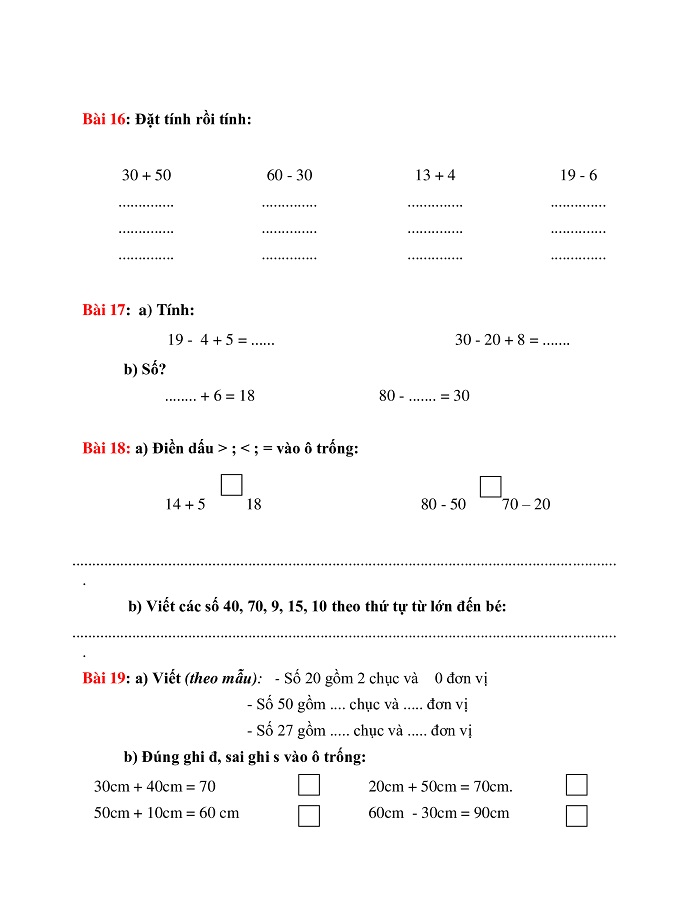 Bài 16: Đặt tính rồi tính:
30 + 50 60 - 30 13 + 4 19 - 6
.............. .............. .............. ..............
.............. .............. .............. ..............
.............. .............. .............. ..............
Bài 17: a) Tính:
19 - 4 + 5 = ...... 30 - 20 + 8 = .......
b) Số?
........ + 6 = 18 80 - ....... = 30
Bài 18: a) Điền dấu > ; < ; = vào ô trống:
14 + 5 □ 18 80 - 50 □ 70 – 20
........................................................................................................................................
.
b) Viết các số 40, 70, 9, 15, 10 theo thứ tự từ lớn đến bé:
........................................................................................................................................
.
Bài 19: a) Viết (theo mẫu): - Số 20 gồm 2 chục và 0 đơn vị
- Số 50 gồm .... chục và ..... đơn vị
- Số 27 gồm ..... chục và ..... đơn vị
b) Đúng ghi đ, sai ghi s vào ô trống:
30cm + 40cm = 70 □ 20cm + 50cm = 70cm. □
50cm + 10cm = 60 cm □ 60cm - 30cm = 90cm □